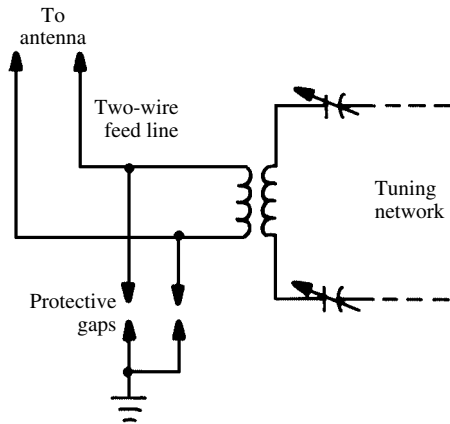 To
antenna
Two-wire
feed line
Tuning
network
Protective
gaps